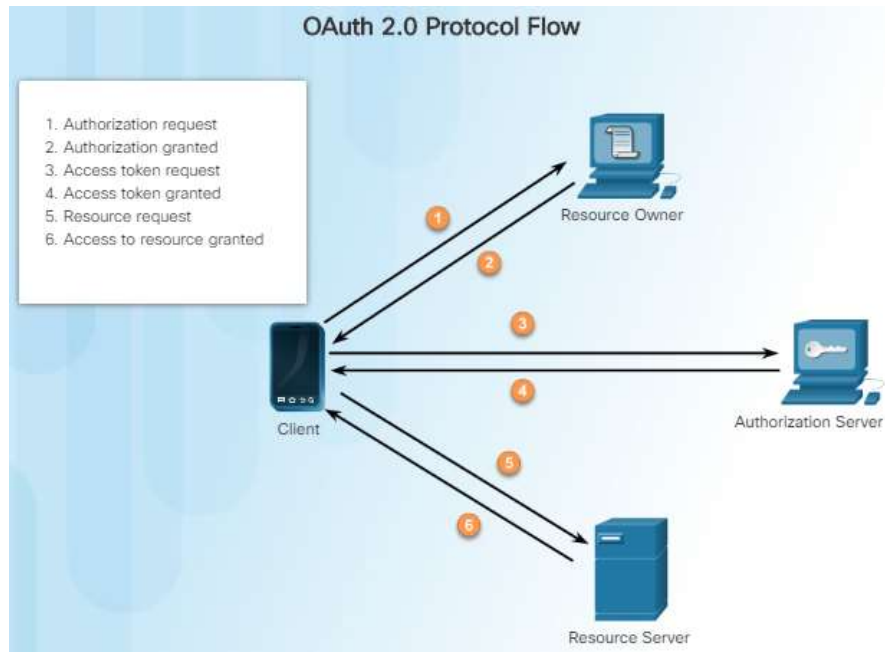 OAuth 2.0 Protocol Flow
1. Authorization request
2. Authorization granted
3. Access token request
4. Access token granted
5. Resource request
6. Access to resource granted
Resource Owner
1
2
3
4
Client
Authorization Server
5
6
Resource Server